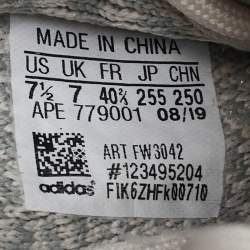 MADE IN CHINA
US UK FR JP CHN
7½ 7 40⅔ 255 250
APE 779001 08/19
ART FW3042
#123495204
adidas F1K6ZHFk00710